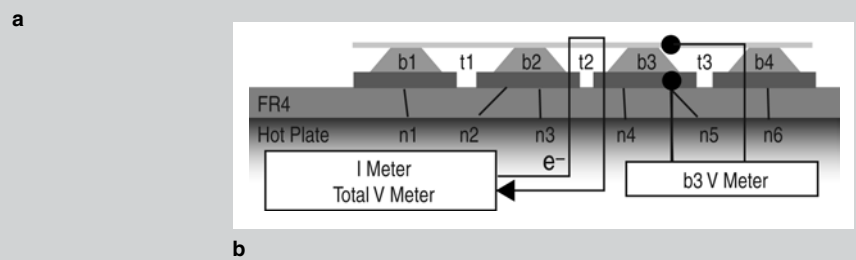 a
b1 t1 b2 t2 b3 t3 b4
FR4
Hot Plate n1 n2 n3 n4 n5 n6
I Meter
Total V Meter
e–
b3 V Meter
b